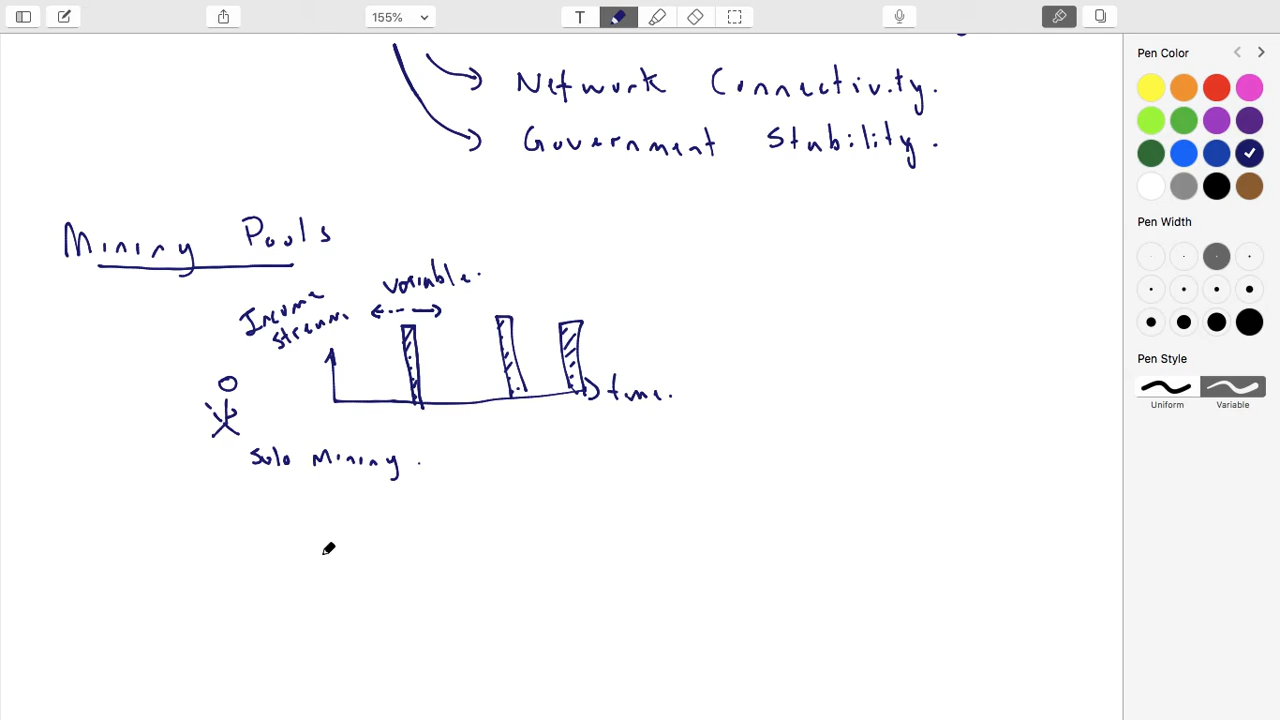 155%
T
Network Connectivity.
Government Stability.
Mining Pools
variable.
Income
stream.
time.
Solo Mining.
Pen Color
Pen Width
Pen Style
Uniform Variable